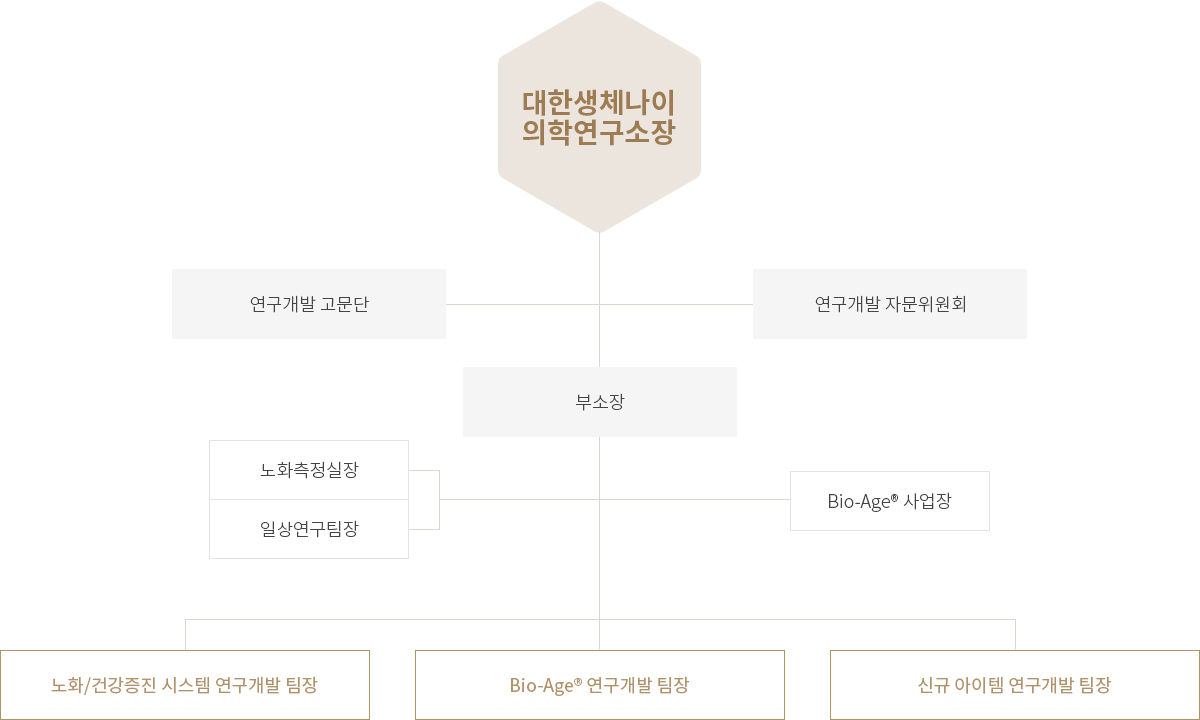 대한생체나이
의학연구소장
연구개발 고문단
연구개발 자문위원회
부소장
노화측정실장
일상연구팀장
Bio-Age® 사업장
노화/건강증진 시스템 연구개발 팀장
Bio-Age® 연구개발 팀장
신규 아이템 연구개발 팀장